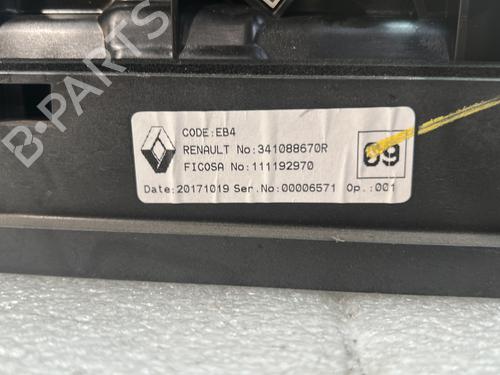 B-PARTS
CODE:EB4
RENAULT No:341088670R
FICOSA No:111192970
09
Date:20171019 Ser.No:00006571 Op.:001